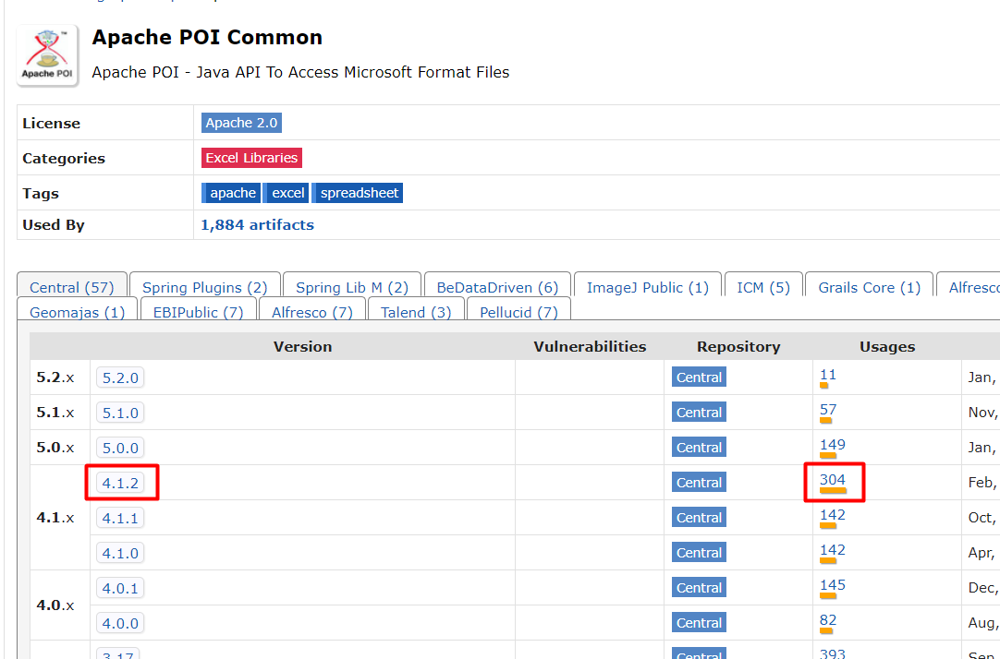 Apache POI™
Apache POI Common
Apache POI - Java API To Access Microsoft Format Files
License Apache 2.0
Categories Excel Libraries
Tags apache excel spreadsheet
Used By 1,884 artifacts
Central (57) Spring Plugins (2) Spring Lib M (2) BeDataDriven (6) ImageJ Public (1) ICM (5) Grails Core (1) Alfresco
Geomajas (1) EBIPublic (7) Alfresco (7) Talend (3) Pellucid (7)
Version Vulnerabilities Repository Usages
5.2.x 5.2.0 Central 11 Jan,
5.1.x 5.1.0 Central 57 Nov,
5.0.x 5.0.0 Central 149 Jan,
4.1.2 Central 304 Feb,
4.1.x 4.1.1 Central 142 Oct,
4.1.0 Central 142 Apr,
4.0.x 4.0.1 Central 145 Dec,
4.0.0 Central 82 Aug,
3.17 Central 393 Sep,